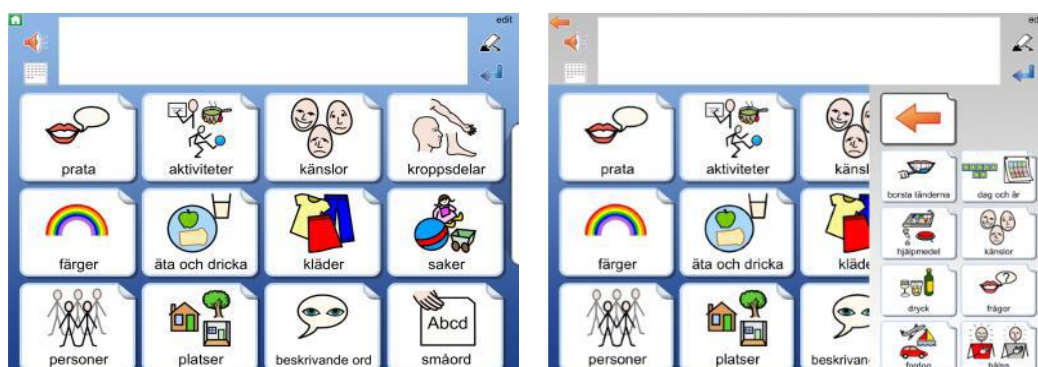 edit
prata aktiviteter känslor kroppsdelar
färger äta och dricka kläder saker
Abcd
personer platser beskrivande ord småord
prata aktiviteter
borsta tänderna dag och år
hjälpmedel känslor
färger äta och dricka
dryck ? frågor
personer platser